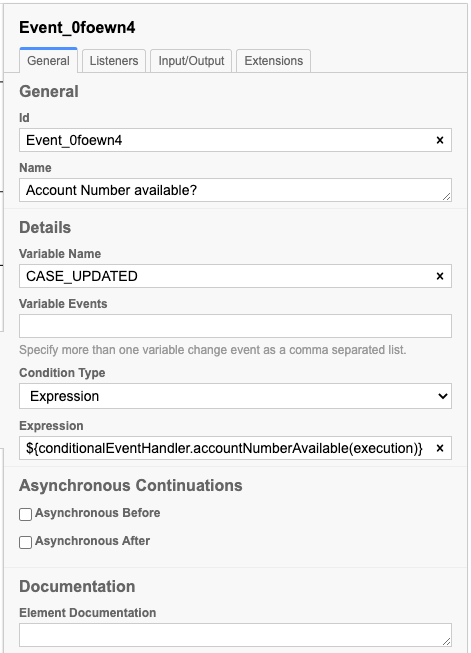 Event_0foewn4
General Listeners Input/Output Extensions
General
Id
Event_0foewn4 ×
Name
Account Number available?
Details
Variable Name
CASE_UPDATED ×
Variable Events
Specify more than one variable change event as a comma separated list.
Condition Type
Expression
Expression
${conditionalEventHandler.accountNumberAvailable(execution)} ×
Asynchronous Continuations
Asynchronous Before
Asynchronous After
Documentation
Element Documentation